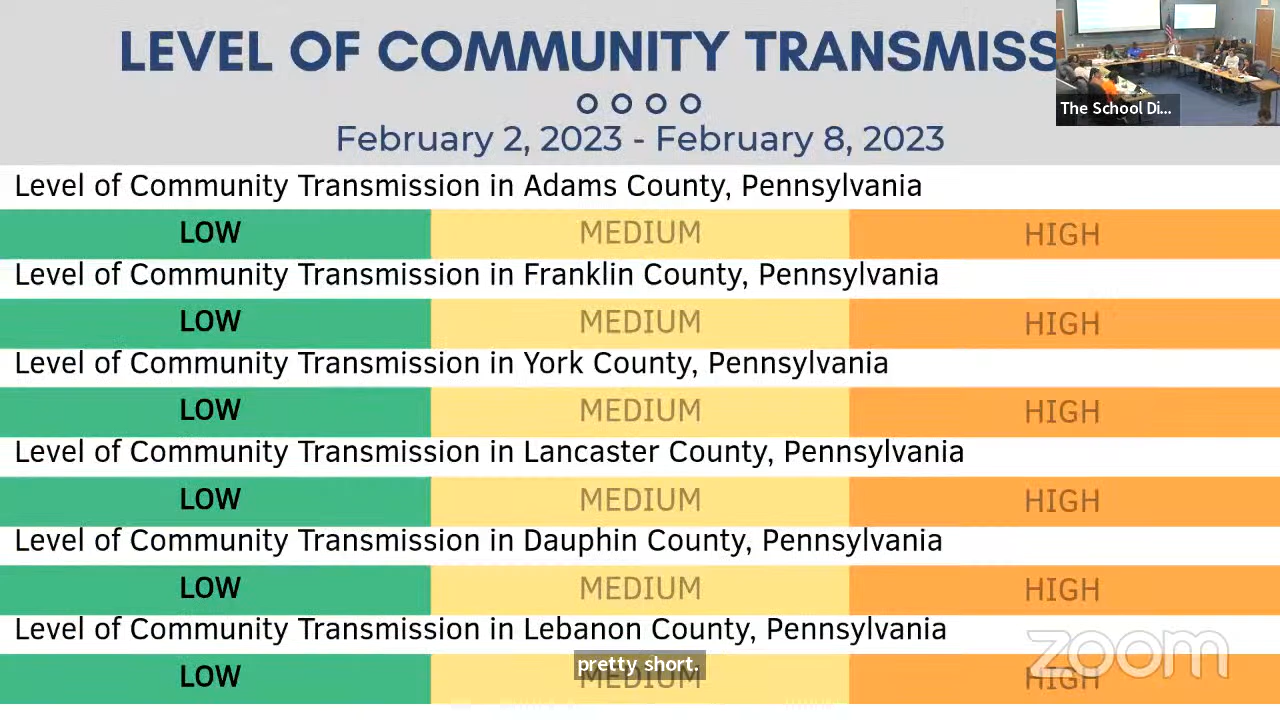 LEVEL OF COMMUNITY TRANSMISS
The School Di...
February 2, 2023 - February 8, 2023
Level of Community Transmission in Adams County, Pennsylvania
LOW MEDIUM HIGH
Level of Community Transmission in Franklin County, Pennsylvania
LOW MEDIUM HIGH
Level of Community Transmission in York County, Pennsylvania
LOW MEDIUM HIGH
Level of Community Transmission in Lancaster County, Pennsylvania
LOW MEDIUM HIGH
Level of Community Transmission in Dauphin County, Pennsylvania
LOW MEDIUM HIGH
Level of Community Transmission in Lebanon County, Pennsylvania
zoom
pretty short.
LOW MEDIUM HIGH